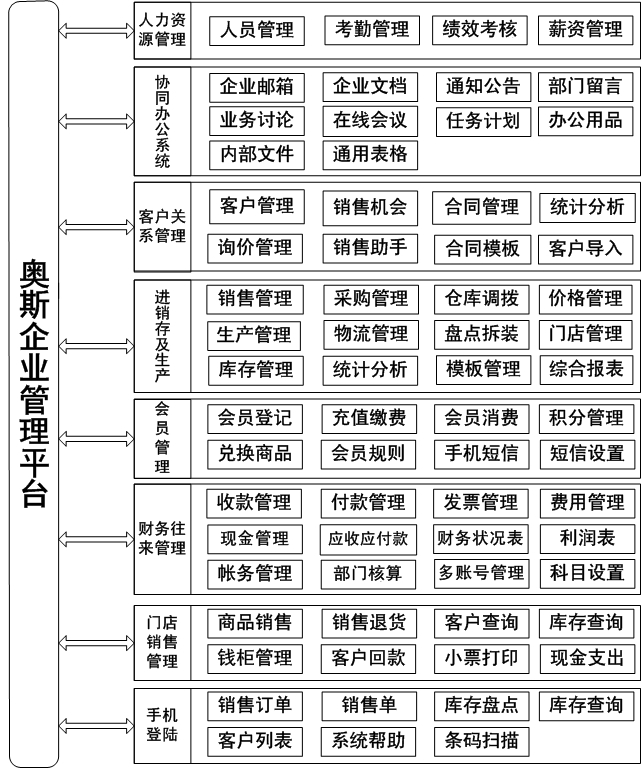 奥斯企业管理平台
人力资
源管理
人员管理 考勤管理 绩效考核 薪资管理
协同办公系统
企业邮箱 企业文档 通知公告 部门留言
业务讨论 在线会议 任务计划 办公用品
内部文件 通用表格
客户关
系管理
客户管理 销售机会 合同管理 统计分析
询价管理 销售助手 合同模板 客户导入
进销存及生产
销售管理 采购管理 仓库调拨 价格管理
生产管理 物流管理 盘点拆装 门店管理
库存管理 统计分析 模板管理 综合报表
会员管理
会员登记 充值缴费 会员消费 积分管理
兑换商品 会员规则 手机短信 短信设置
财务往
来管理
收款管理 付款管理 发票管理 费用管理
现金管理 应收应付款 财务状况表 利润表
帐务管理 部门核算 多账号管理 科目设置
门店
销售
管理
商品销售 销售退货 客户查询 库存查询
钱柜管理 客户回款 小票打印 现金支出
手机
登陆
销售订单 销售单 库存盘点 库存查询
客户列表 系统帮助 条码扫描